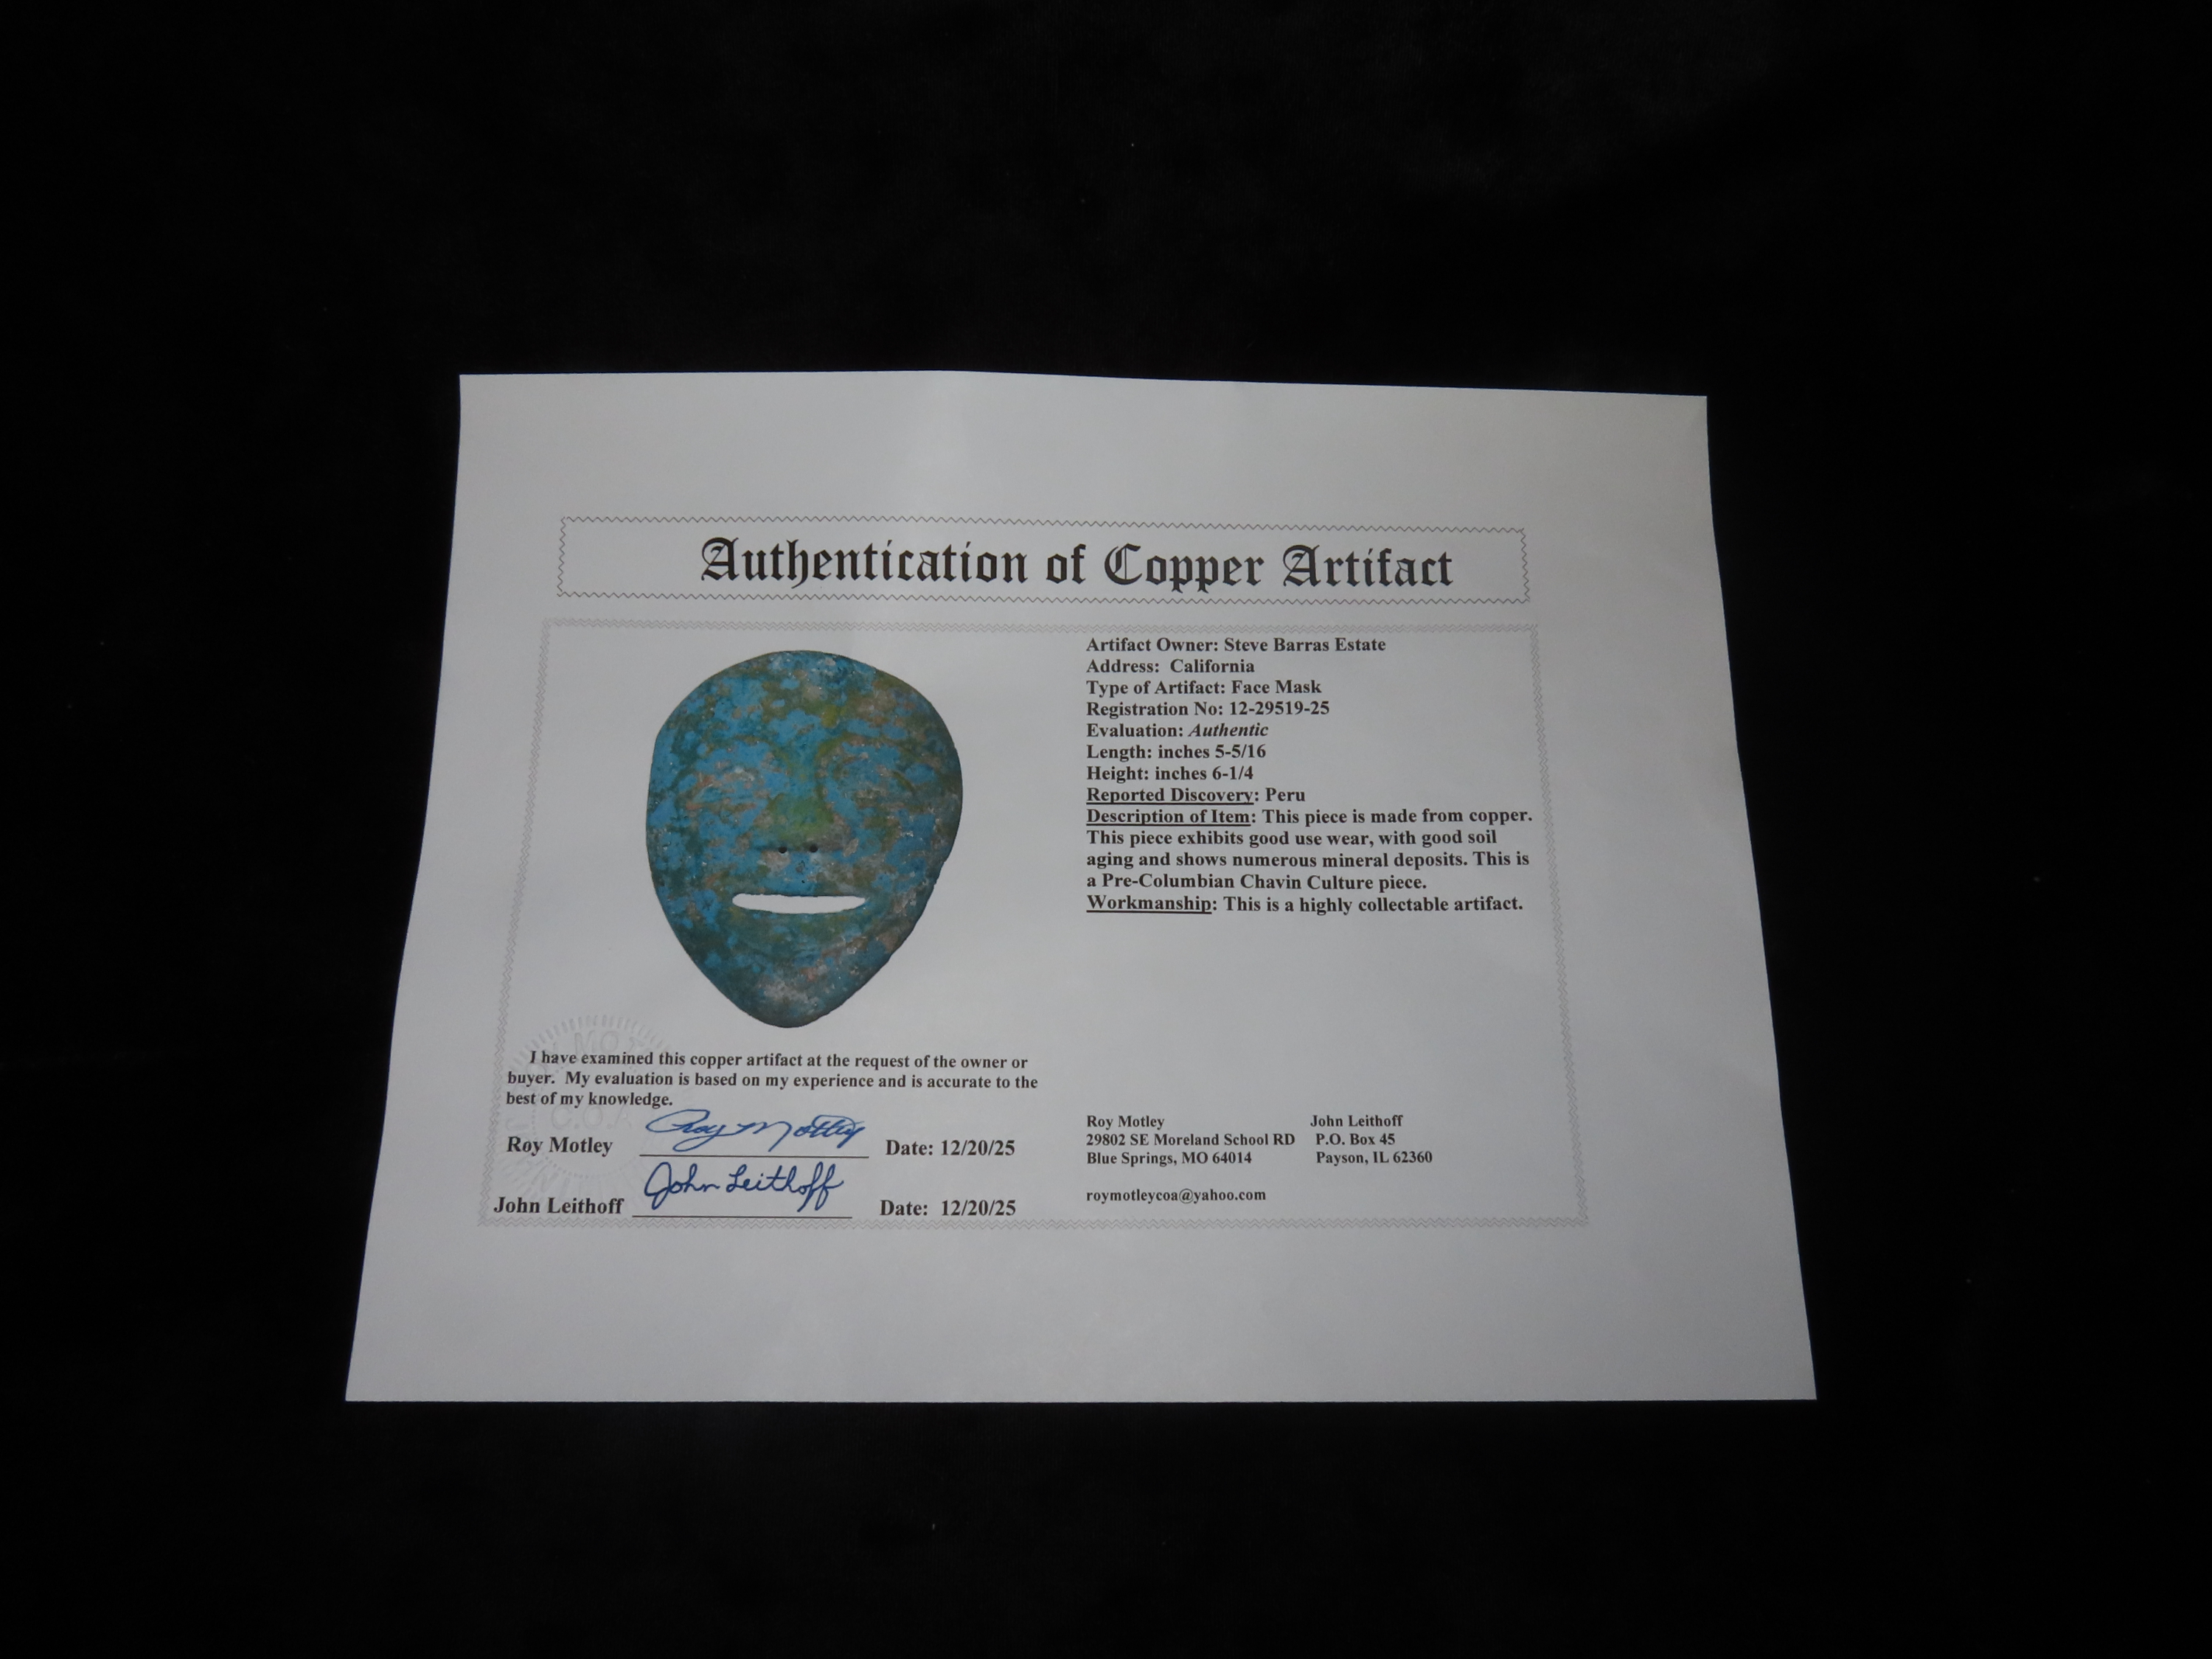 Authentication of Copper Artifact
Artifact Owner: Steve Barras Estate
Address: California
Type of Artifact: Face Mask
Registration No: 12-29519-25
Evaluation: Authentic
Length: inches 5-5/16
Height: inches 6-1/4
Reported Discovery: Peru
Description of Item: This piece is made from copper.
This piece exhibits good use wear, with good soil
aging and shows numerous mineral deposits. This is
a Pre-Columbian Chavin Culture piece.
Workmanship: This is a highly collectable artifact.
I have examined this copper artifact at the request of the owner or
buyer. My evaluation is based on my experience and is accurate to the
best of my knowledge.
Roy Motley Roy Motley Date: 12/20/25
John Leithoff John Leithoff Date: 12/20/25
Roy Motley John Leithoff
29802 SE Moreland School RD P.O. Box 45
Blue Springs, MO 64014 Payson, IL 62360
roymotleycoa@yahoo.com